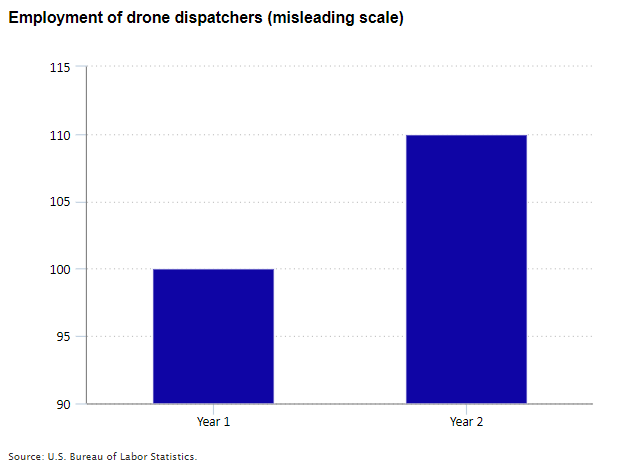 Employment of drone dispatchers (misleading scale)
115
110
105
100
95
90
Year 1 Year 2
Source: U.S. Bureau of Labor Statistics.